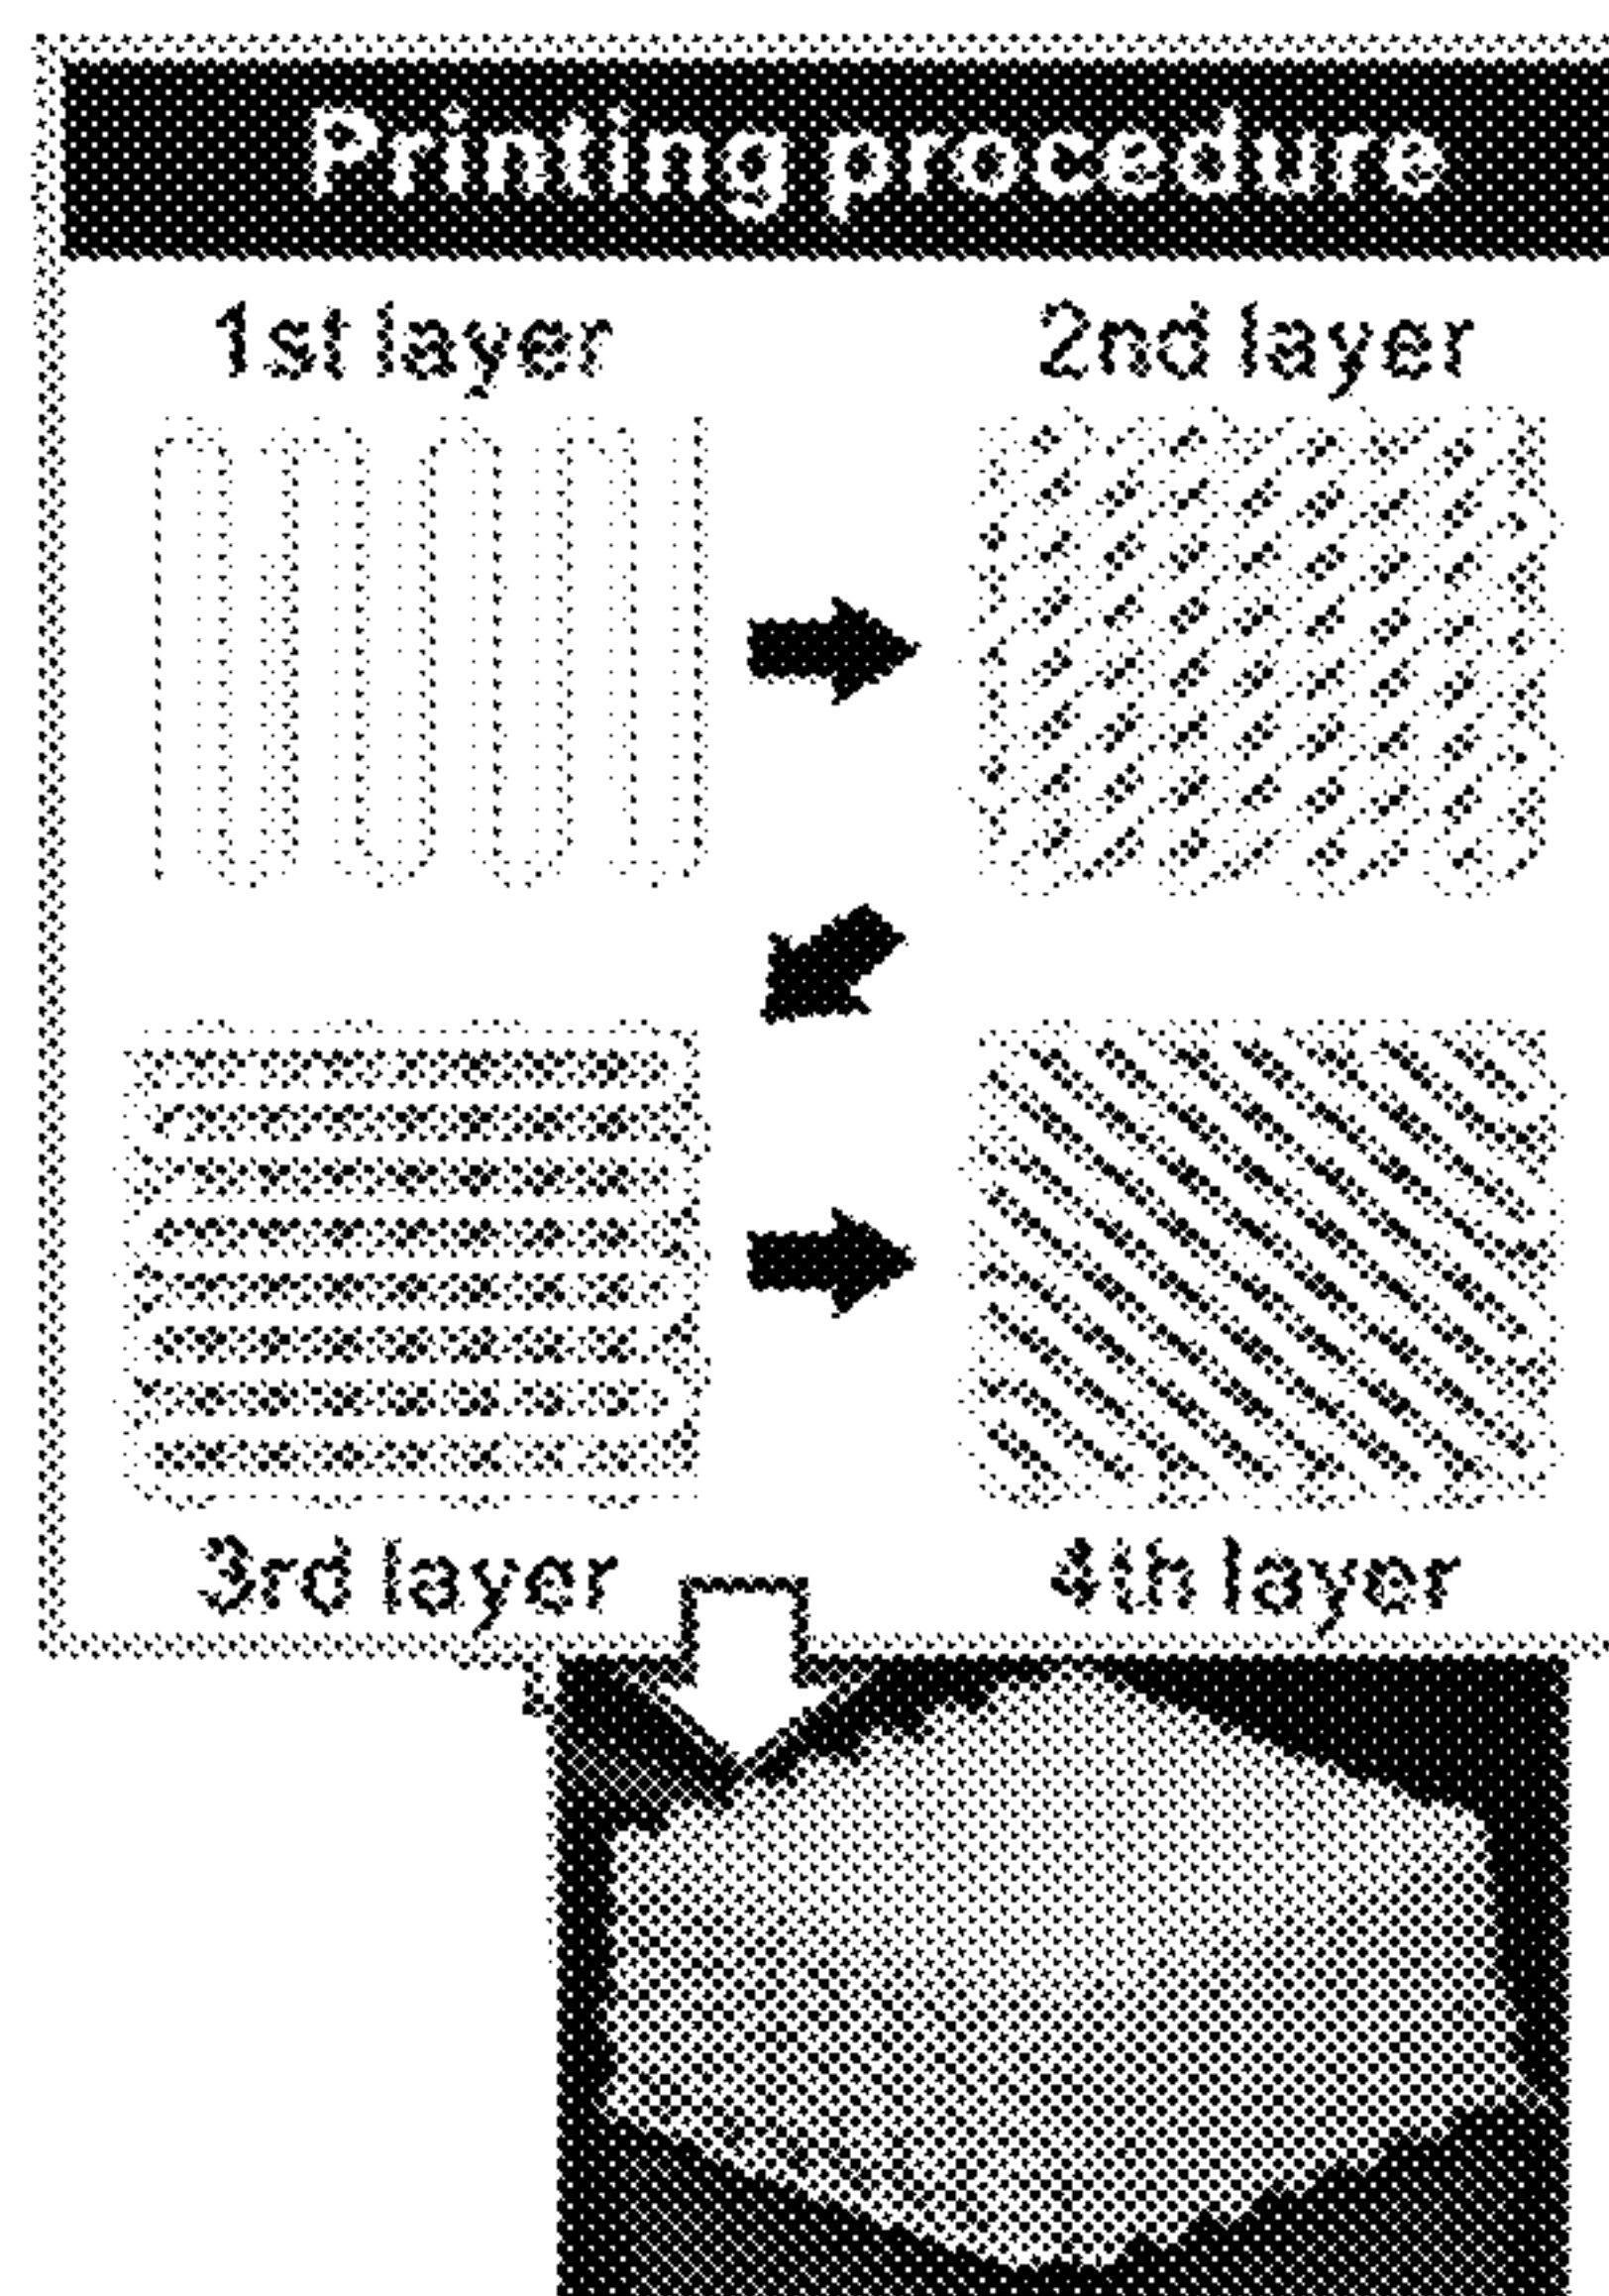 Printing procedure
1st layer
2nd layer
3rd layer
4th layer